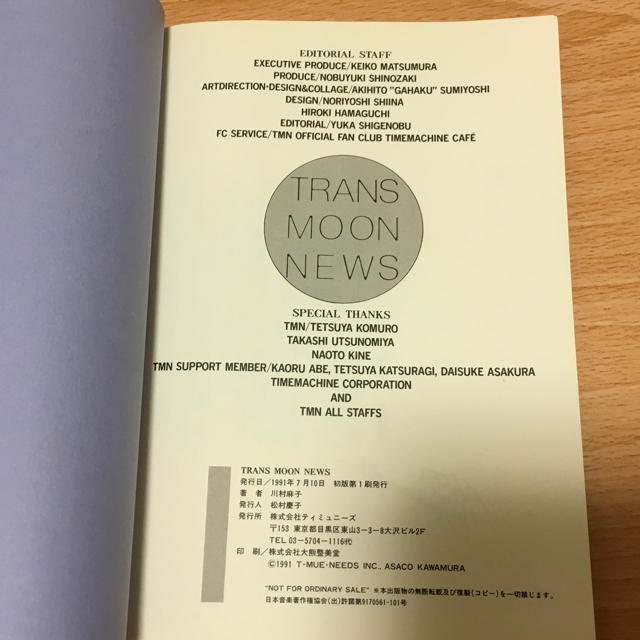 EDITORIAL STAFF
EXECUTIVE PRODUCE/KEIKO MATSUMURA
PRODUCE/NOBUYUKI SHINOZAKI
ARTDIRECTION·DESIGN&COLLAGE/AKIHITO "GAHAKU" SUMIYOSHI
DESIGN/NORIYOSHI SHIINA
HIROKI HAMAGUCHI
EDITORIAL/YUKA SHIGENOBU
FC SERVICE/TMN OFFICIAL FAN CLUB TIMEMACHINE CAFÉ
TRANS
MOON
NEWS
SPECIAL THANKS
TMN/TETSUYA KOMURO
TAKASHI UTSUNOMIYA
NAOTO KINE
TMN SUPPORT MEMBER/KAORU ABE, TETSUYA KATSURAGI, DAISUKE ASAKURA
TIMEMACHINE CORPORATION
AND
TMN ALL STAFFS
TRANS MOON NEWS
発行日/1991年7月10日 初版第1刷発行
著 者 川村麻子
発行人 松村慶子
発行所 株式会社ティミュニーズ
〒153 東京都目黒区東山3-3-8大沢ビル2F
TEL 03-5704-1116㈹
印 刷/株式会社大熊整美堂
©1991 T-MUE-NEEDS INC., ASACO KAWAMURA
"NOT FOR ORDINARY SALE" ※本出版物の無断転載及び複製(コピー)を一切禁じます。
日本音楽著作権協会(出)許諾第9170561-101号